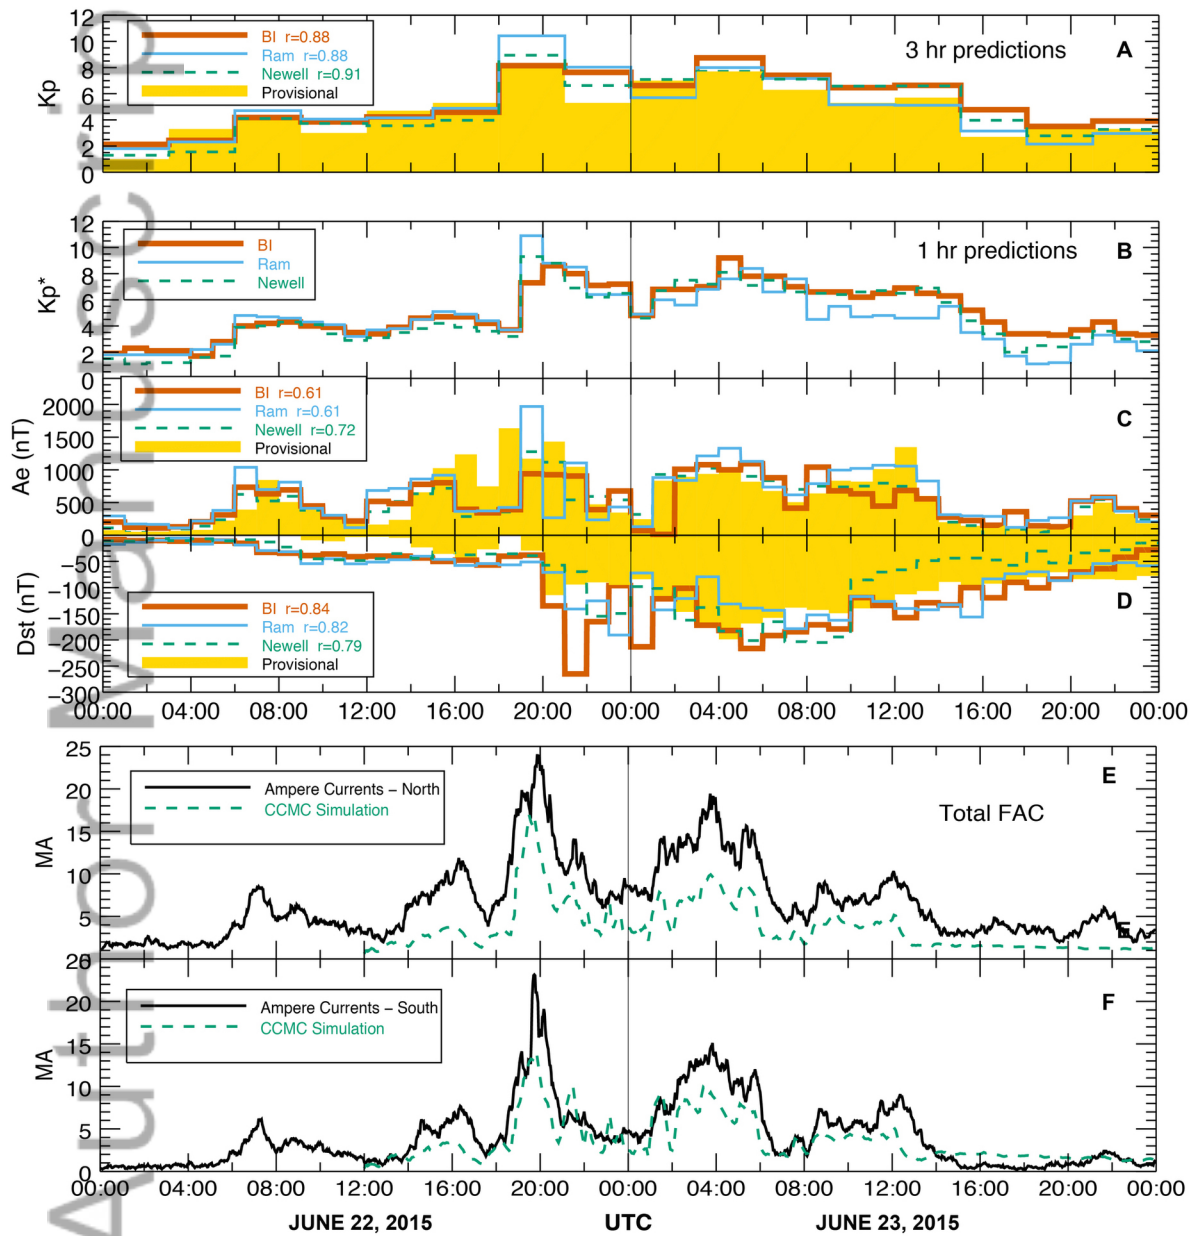 12
10
8
6
4
2
0
Kp
BI r=0.88
Ram r=0.88
Newell r=0.91
Provisional
3 hr predictions
A
12
10
8
6
4
2
0
Kp*
BI
Ram
Newell
1 hr predictions
B
2000
1500
1000
500
0
Ae (nT)
BI r=0.61
Ram r=0.61
Newell r=0.72
Provisional
C
−50
−100
−150
−200
−250
−300
Dst (nT)
BI r=0.84
Ram r=0.82
Newell r=0.79
Provisional
D
00:00 04:00 08:00 12:00 16:00 20:00 00:00 04:00 08:00 12:00 16:00 20:00 00:00
25
20
15
10
5
MA
Ampere Currents − North
CCMC Simulation
Total FAC
E
E
20
15
10
5
0
MA
Ampere Currents − South
CCMC Simulation
F
00:00 04:00 08:00 12:00 16:00 20:00 00:00 04:00 08:00 12:00 16:00 20:00 00:00
JUNE 22, 2015 UTC JUNE 23, 2015
Author Manuscrip